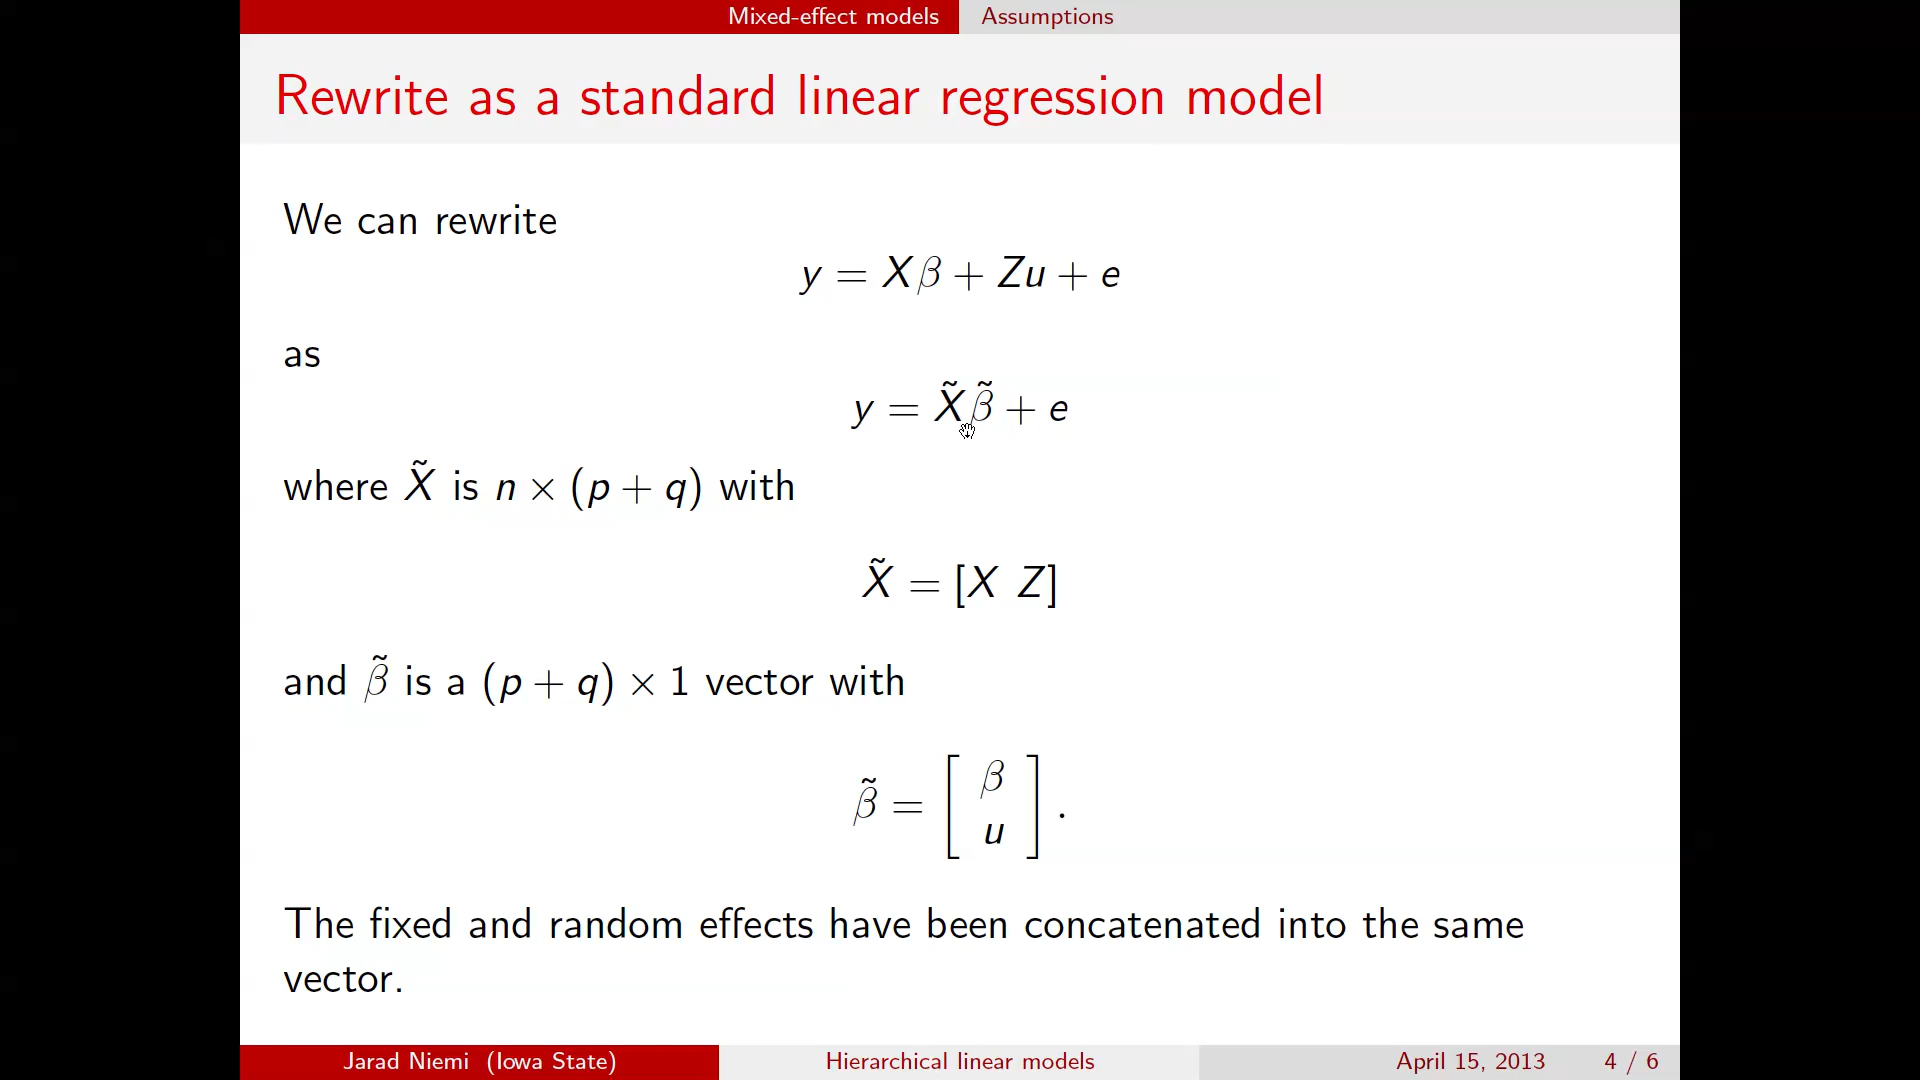 Mixed-effect models Assumptions
Rewrite as a standard linear regression model
We can rewrite
y = Xβ + Zu + e
as
y = X̃β̃ + e
where X̃ is n × (p + q) with
X̃ = [X Z]
and β̃ is a (p + q) × 1 vector with
β̃ = [ β
u ] .
The fixed and random effects have been concatenated into the same
vector.
Jarad Niemi (Iowa State) Hierarchical linear models April 15, 2013 4 / 6